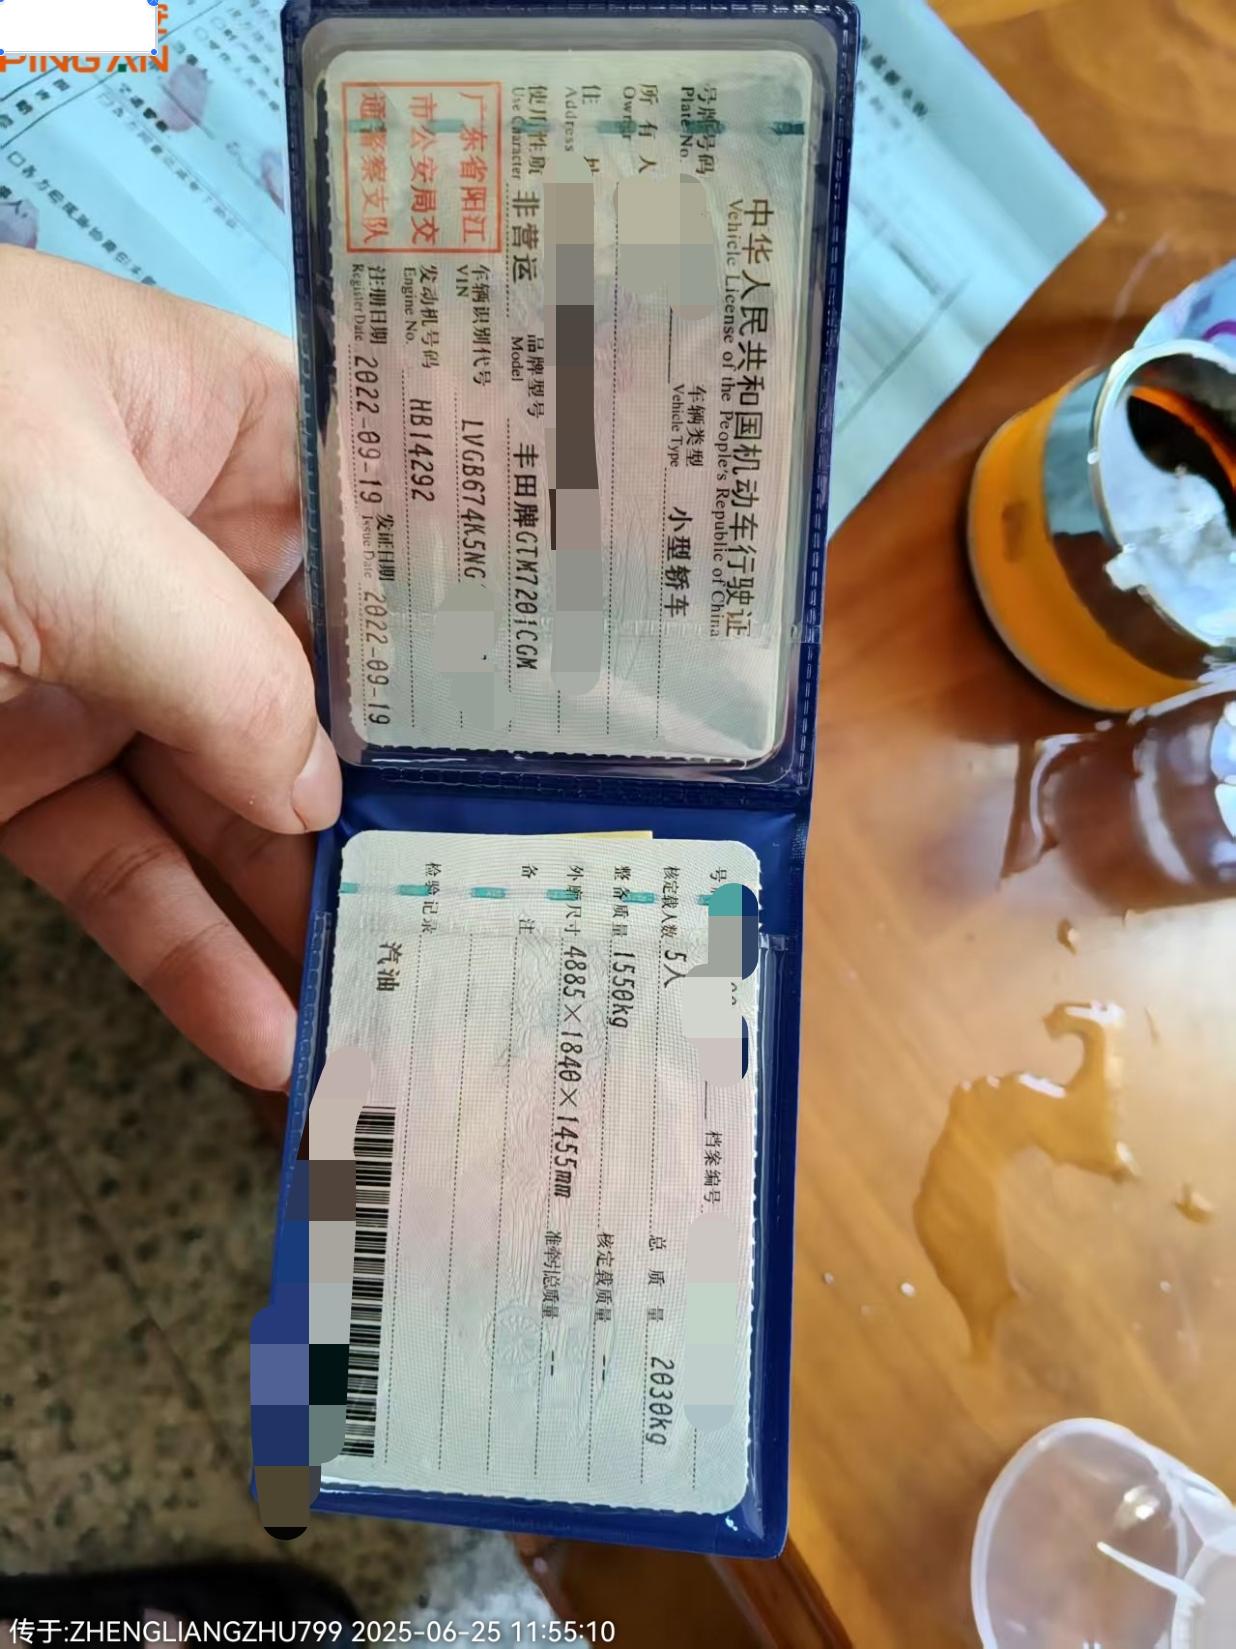 PING AN
中华人民共和国机动车行驶证
Vehicle License of the People's Republic of China
号牌号码
Plate No.
车辆类型
Vehicle Type
小型轿车
所有人
Owner
住
Address
使用性质
Use Character
非营运
品牌型号
Model
丰田牌GTM7201CGM
广东省阳江
市公安局交
通警察支队
车辆识别代号
VIN
LVGB674K5NG
发动机号码
Engine No.
HB14292
注册日期
Register Date
2022-09-19
发证日期
Issue Date
2022-09-19
号
档案编号
核定载人数 5人
总质量 2030kg
整备质量 1550kg
核定载质量 --
外廓尺寸 4885×1840×1455mm
准牵引总质量 --
备注
检验记录
汽油
传于:ZHENGLIANGZHU799 2025-06-25 11:55:10